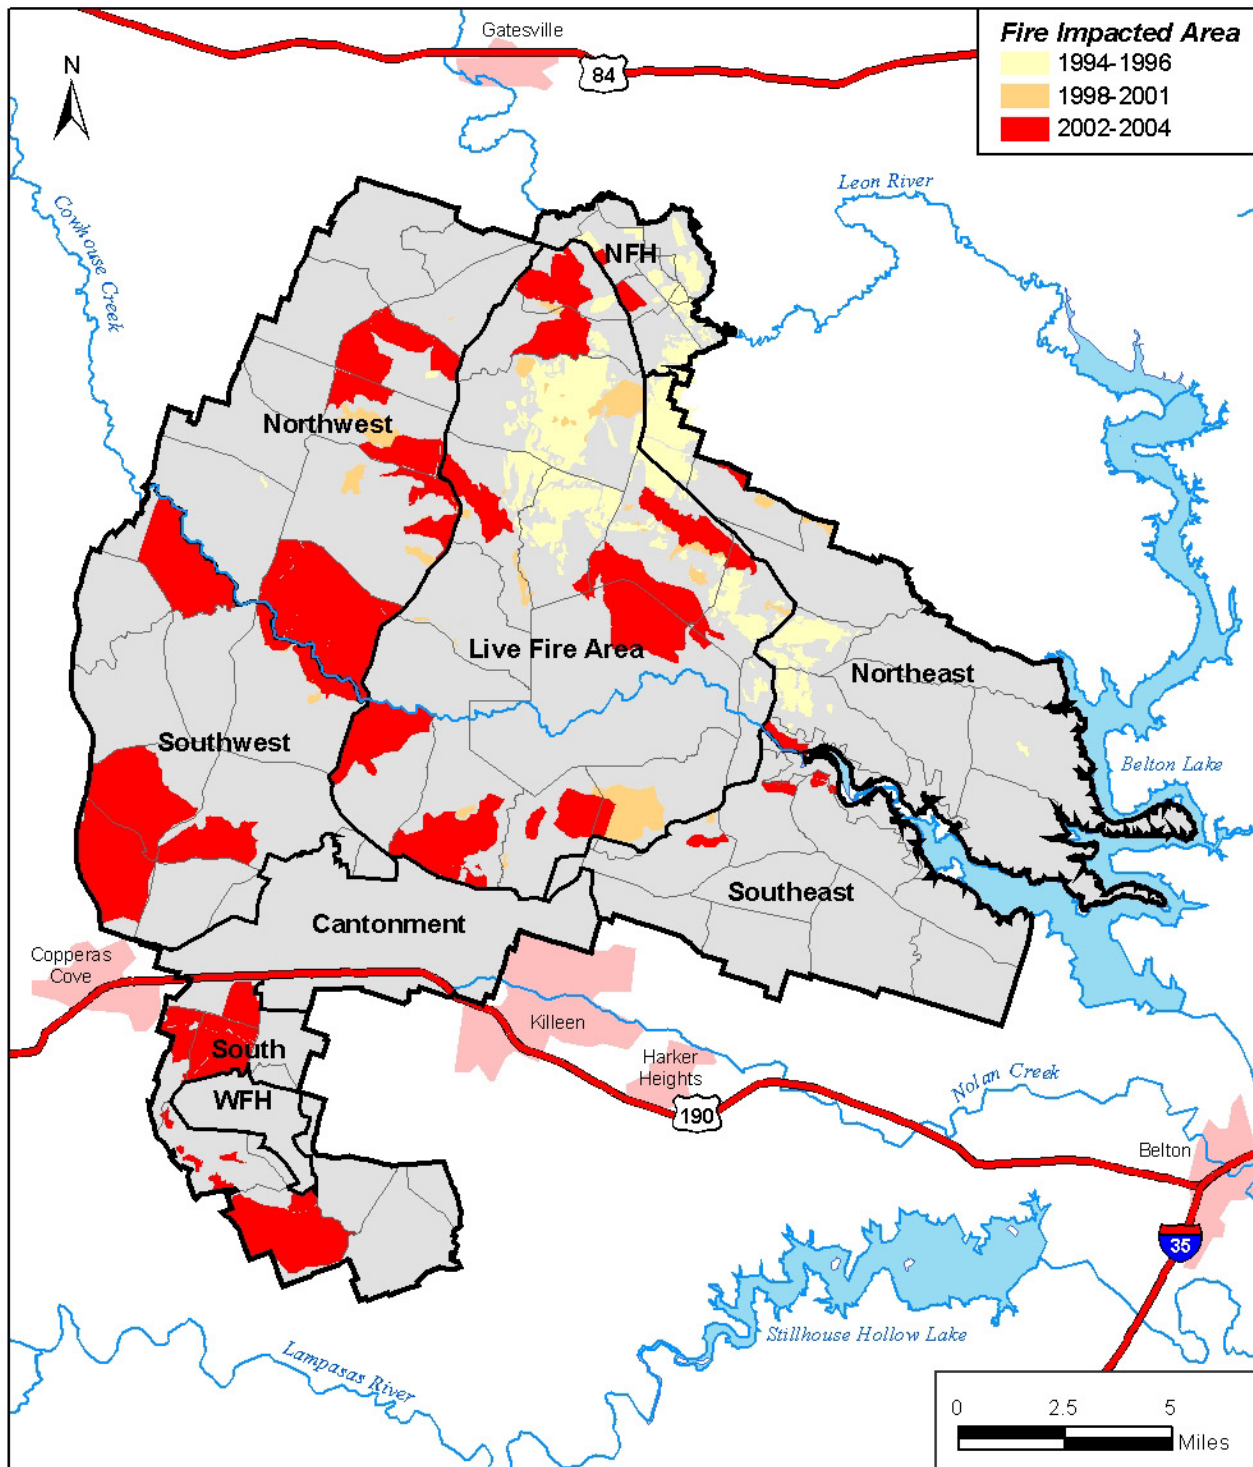 Gatesville
84
Fire Impacted Area
1994-1996
1998-2001
2002-2004
N
Leon River
Cowhouse Creek
NFH
Northwest
Live Fire Area
Northeast
Southwest
Belton Lake
Southeast
Cantonment
Copperas
Cove
Killeen
South
Harker
Heights
WFH
190
Nolan Creek
Belton
35
Stillhouse Hollow Lake
Lampasas River
0 2.5 5
Miles